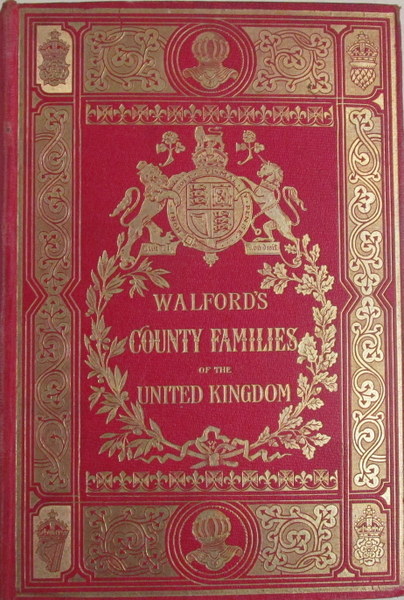 WALFORD'S
COUNTY FAMILIES
OF THE
UNITED KINGDOM